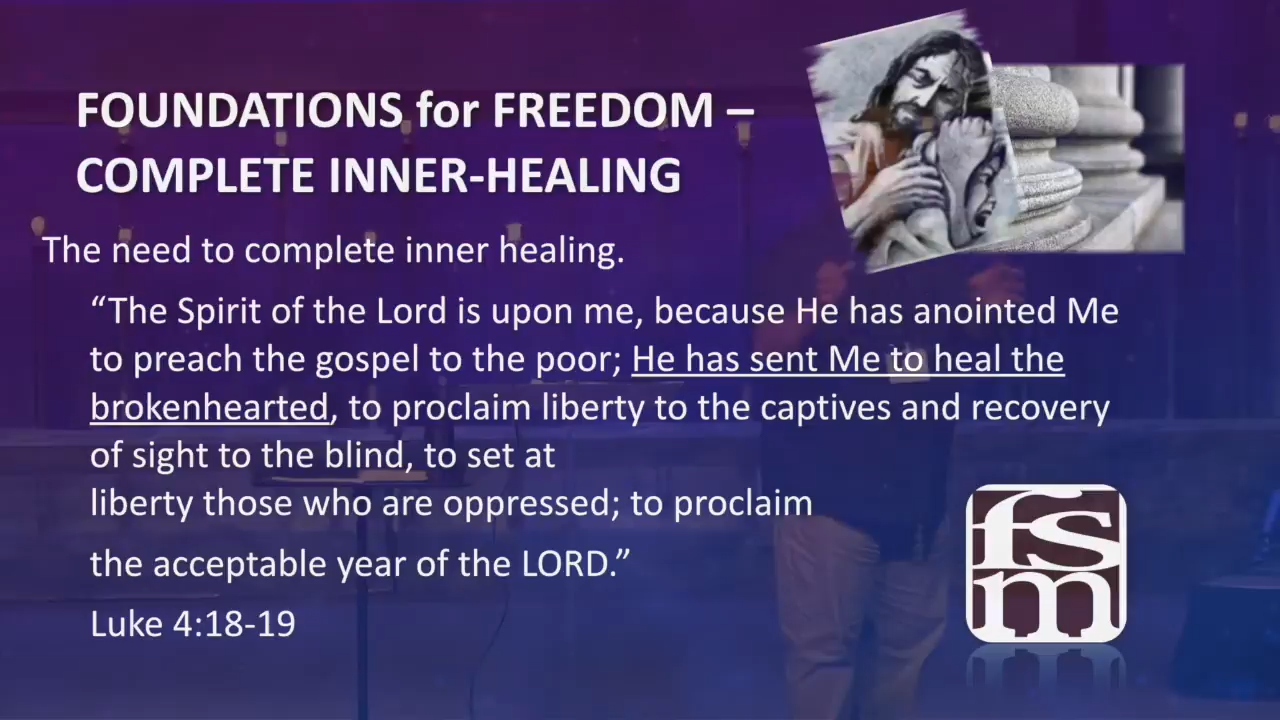 FOUNDATIONS for FREEDOM –
COMPLETE INNER-HEALING
The need to complete inner healing.
“The Spirit of the Lord is upon me, because He has anointed Me
to preach the gospel to the poor; He has sent Me to heal the
brokenhearted, to proclaim liberty to the captives and recovery
of sight to the blind, to set at
liberty those who are oppressed; to proclaim
the acceptable year of the LORD.”
Luke 4:18-19
fs
m